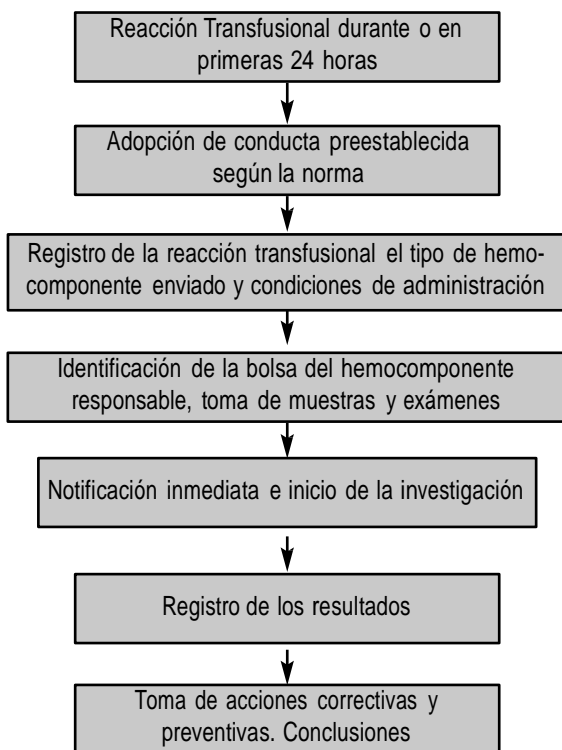 Reacción Transfusional durante o en
primeras 24 horas
Adopción de conducta preestablecida
según la norma
Registro de la reacción transfusional el tipo de hemo-
componente enviado y condiciones de administración
Identificación de la bolsa del hemocomponente
responsable, toma de muestras y exámenes
Notificación inmediata e inicio de la investigación
Registro de los resultados
Toma de acciones correctivas y
preventivas. Conclusiones